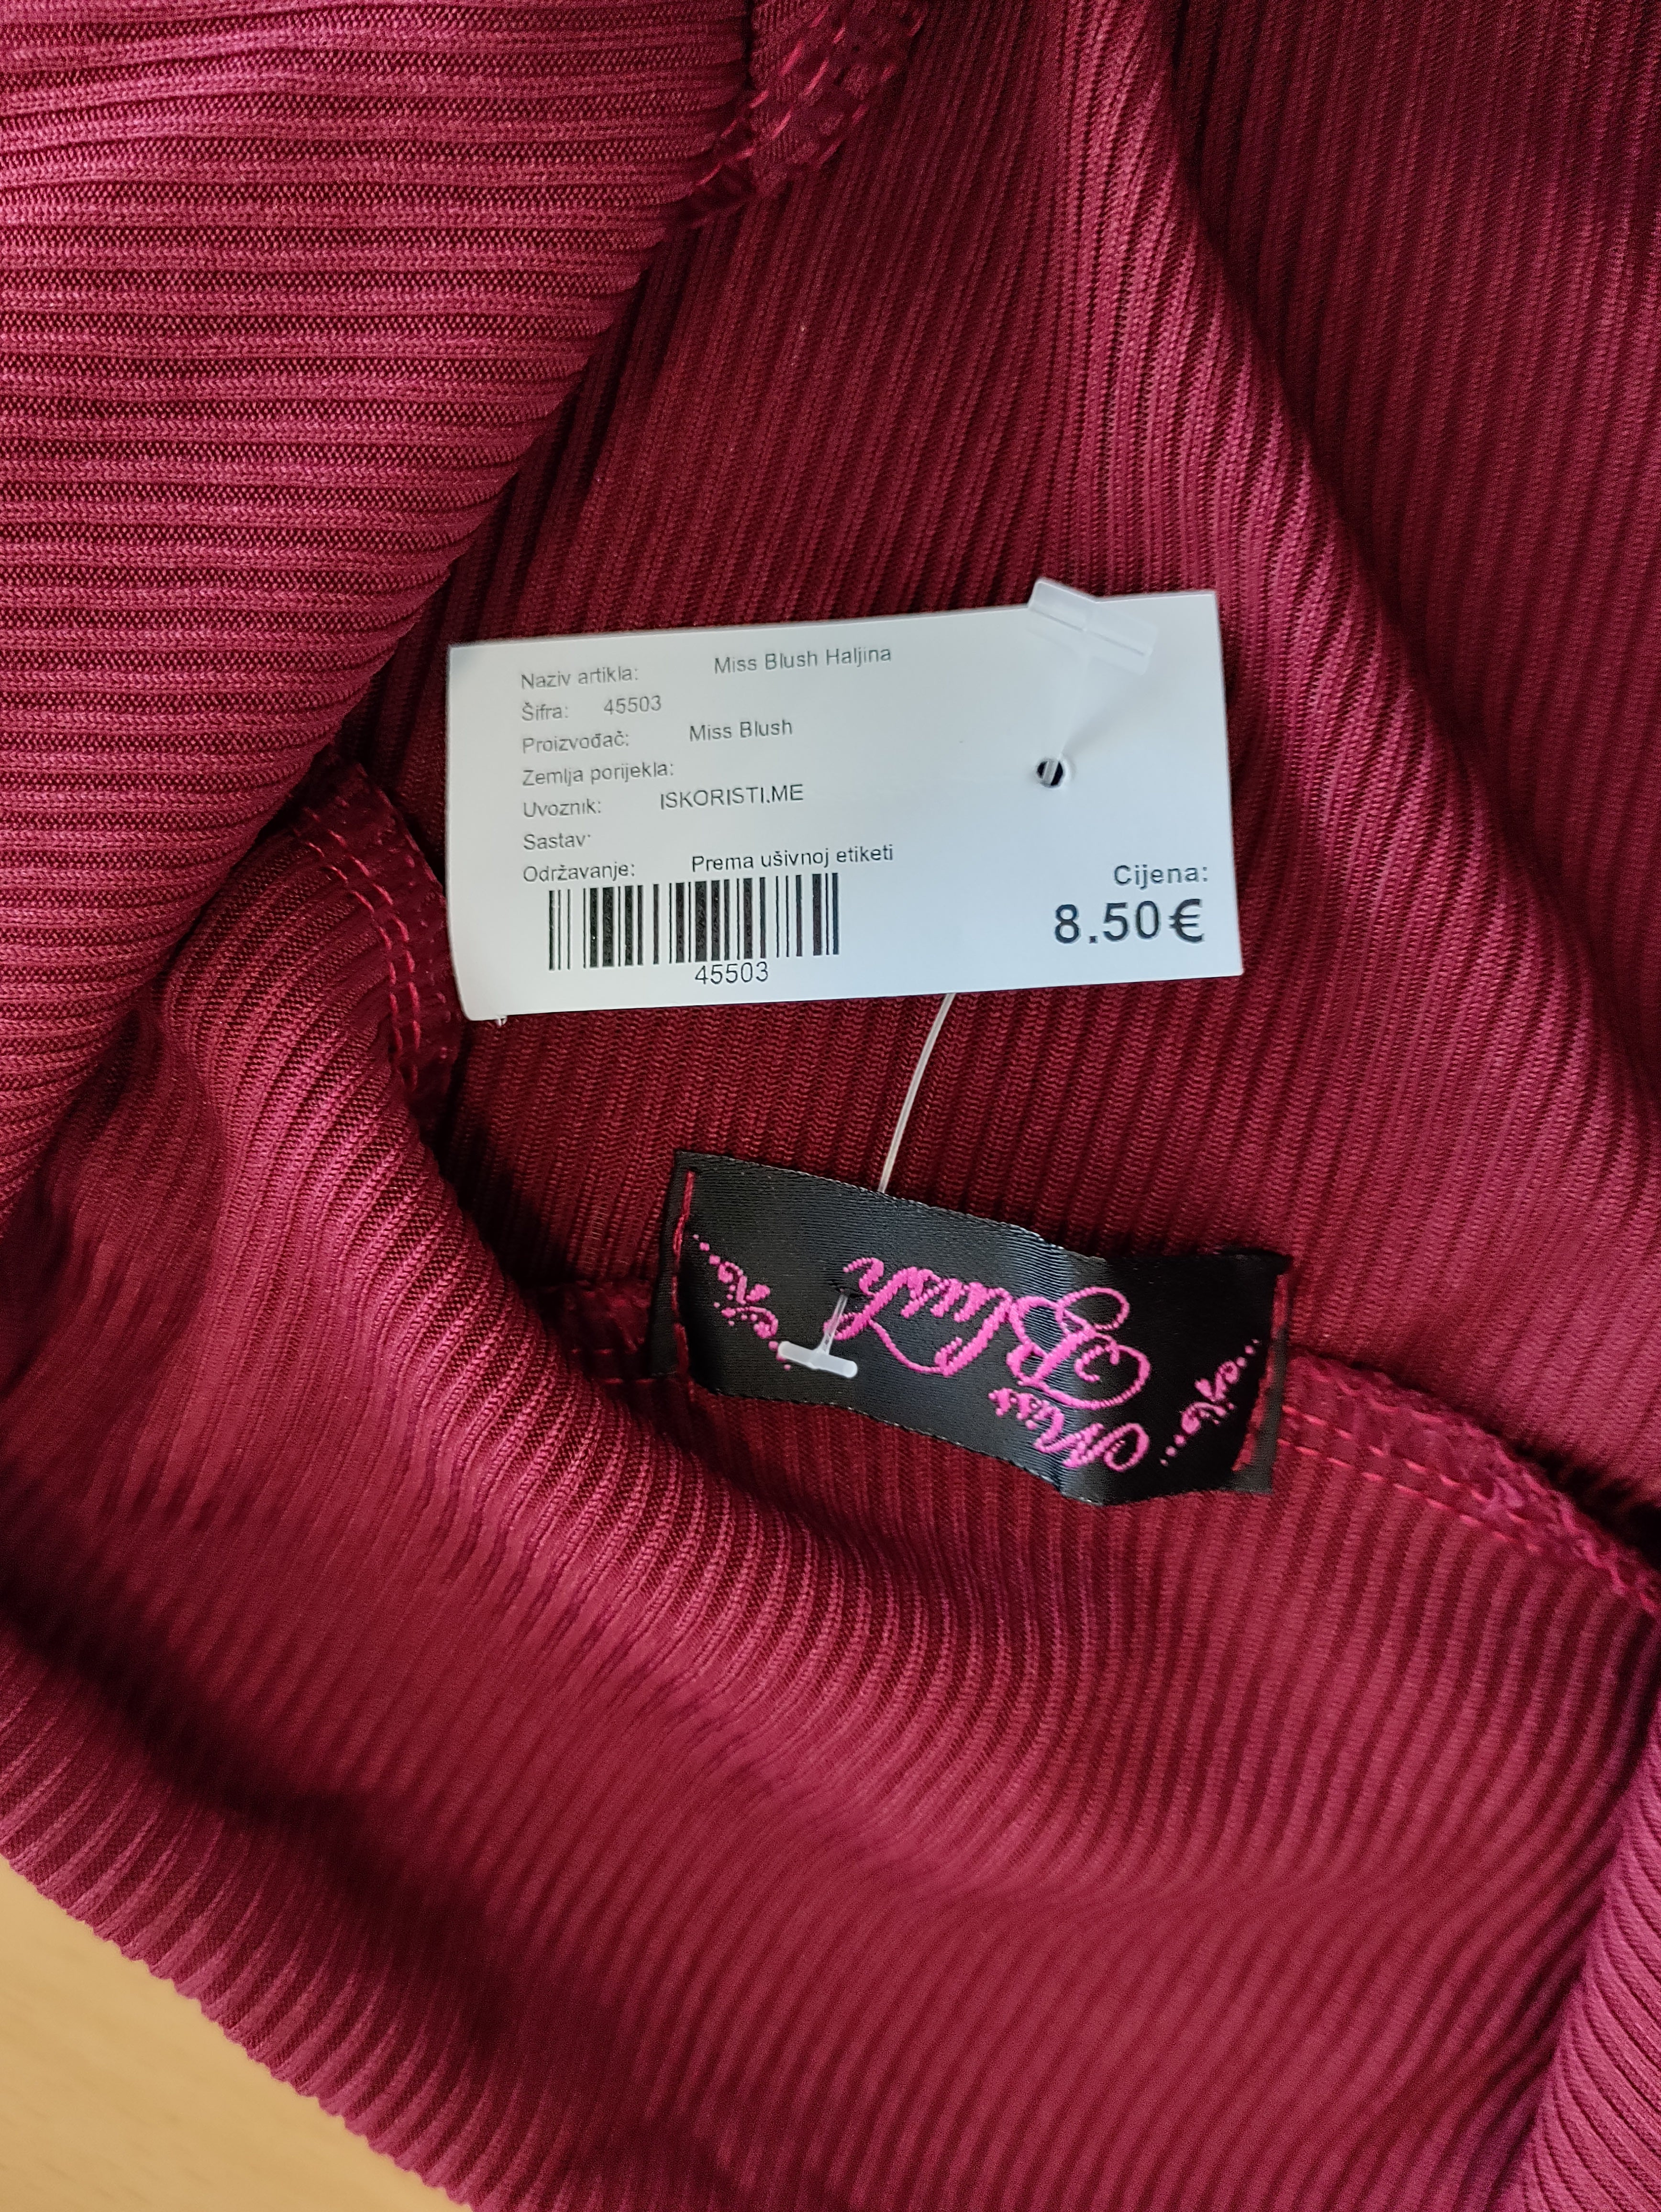 Naziv artikla: Miss Blush Haljina
Šifra: 45503
Proizvođač: Miss Blush
Zemlja porijekla:
Uvoznik: ISKORISTI.ME
Sastav:
Održavanje: Prema ušivnoj etiketi
Cijena:
8.50€
45503
Miss
Blush